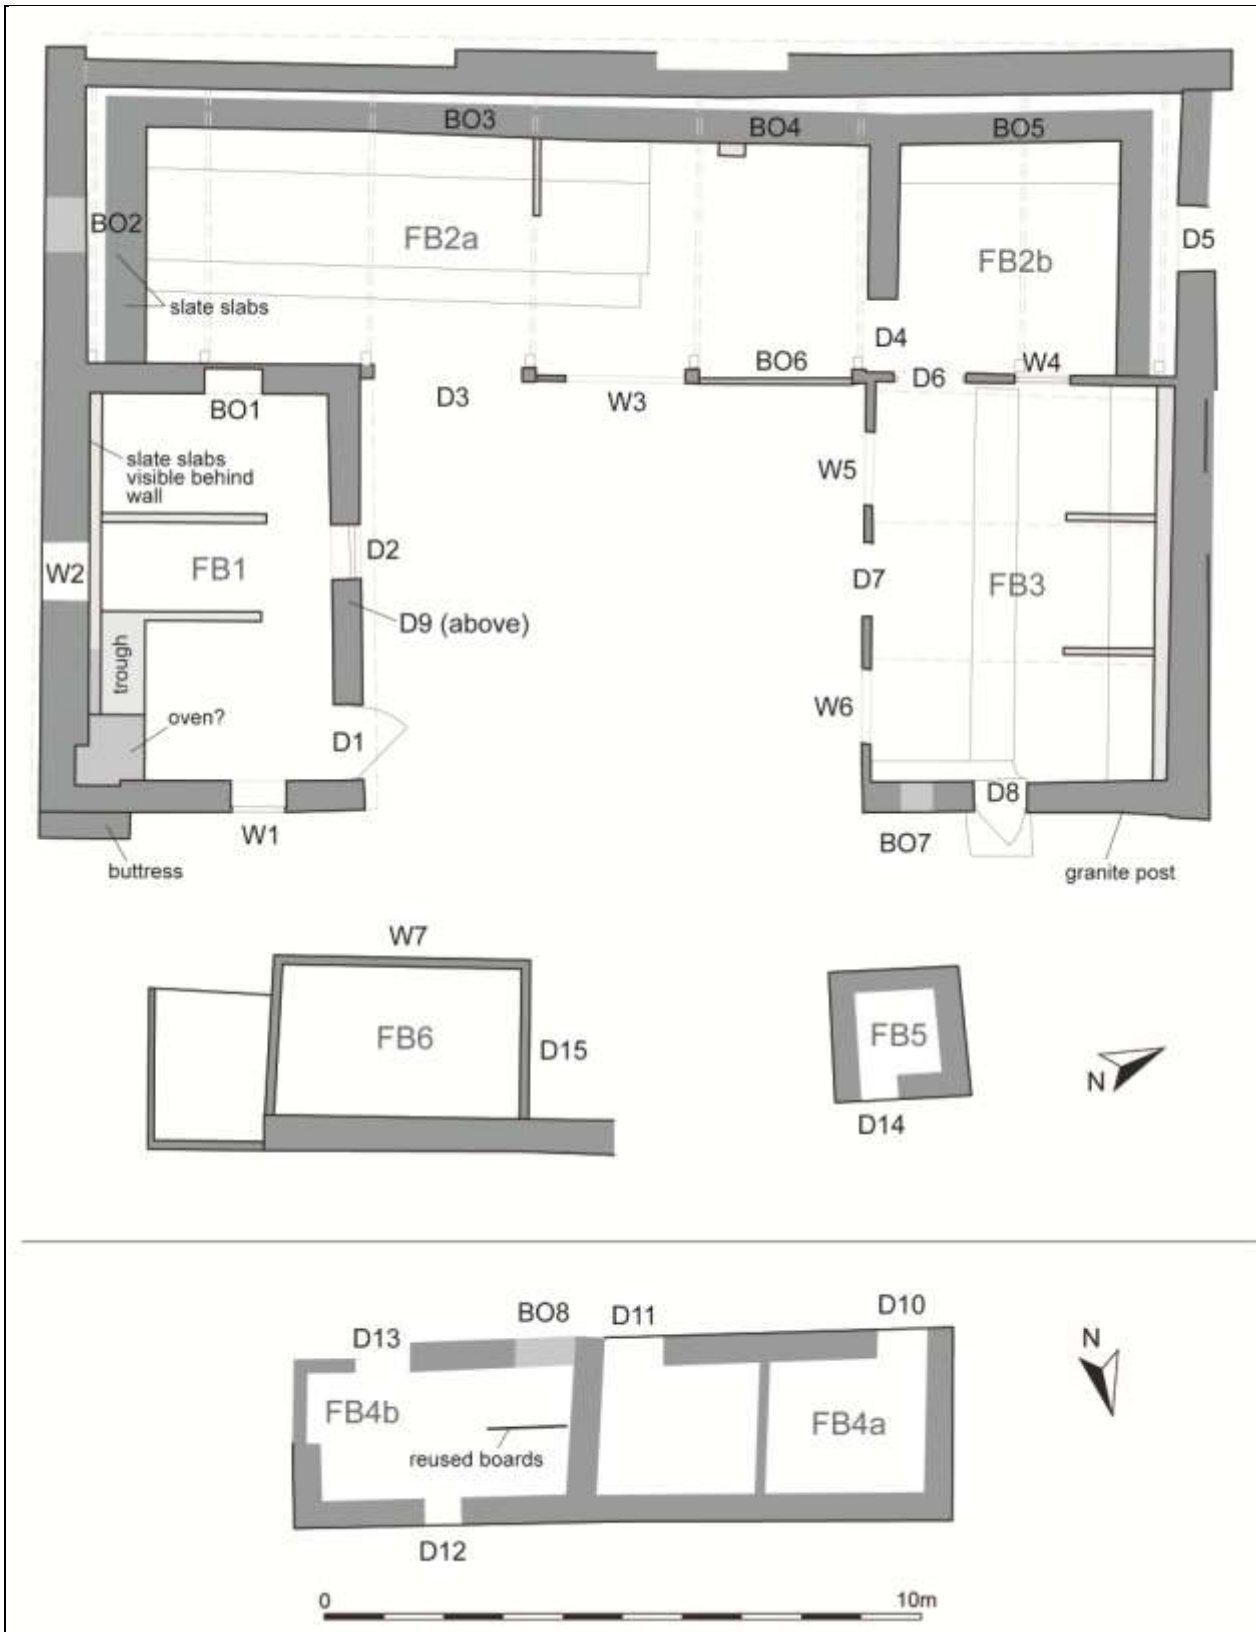 BO3
BO4
BO5
BO2
FB2a
D5
FB2b
slate slabs
D4
W4
BO6
D6
D3
W3
BO1
slate slabs
visible behind
wall
W5
D2
W2
FB1
D7
FB3
D9 (above)
trough
W6
oven?
D1
D8
W1
BO7
buttress
granite post
W7
FB6
FB5
D15
N
D14
BO8
D11
D10
D13
N
FB4b
FB4a
reused boards
D12
0
10m